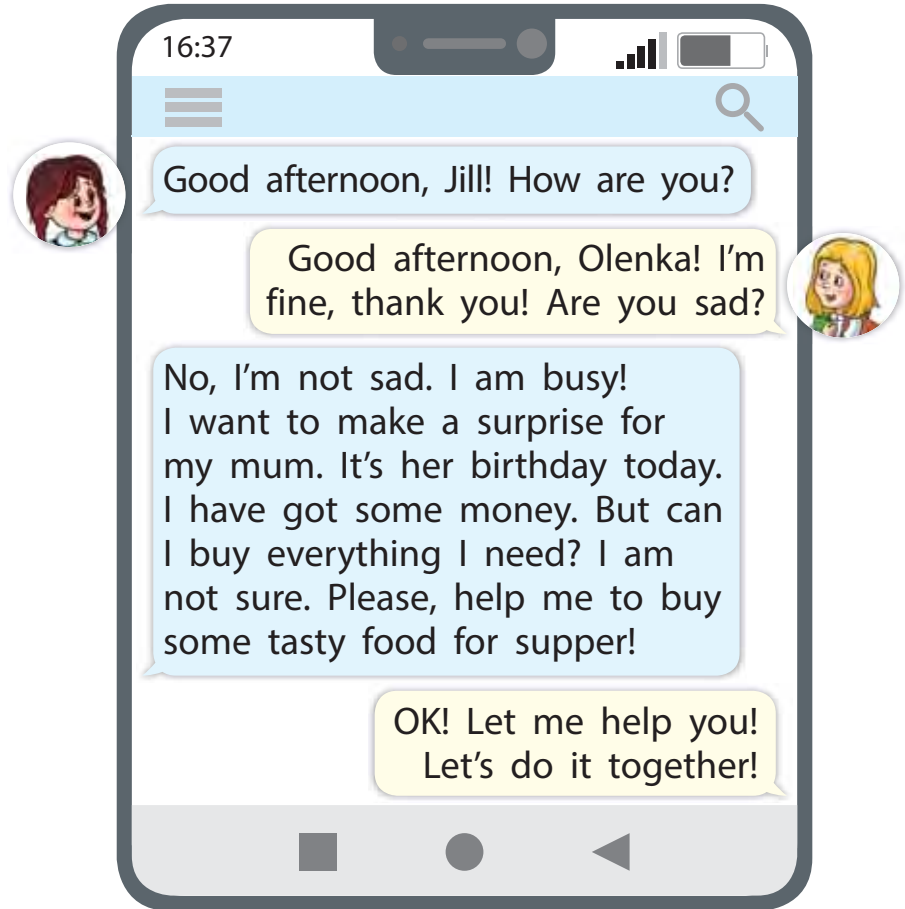 16:37
Good afternoon, Jill! How are you?
Good afternoon, Olenka! I’m
fine, thank you! Are you sad?
No, I’m not sad. I am busy!
I want to make a surprise for
my mum. It’s her birthday today.
I have got some money. But can
I buy everything I need? I am
not sure. Please, help me to buy
some tasty food for supper!
OK! Let me help you!
Let’s do it together!